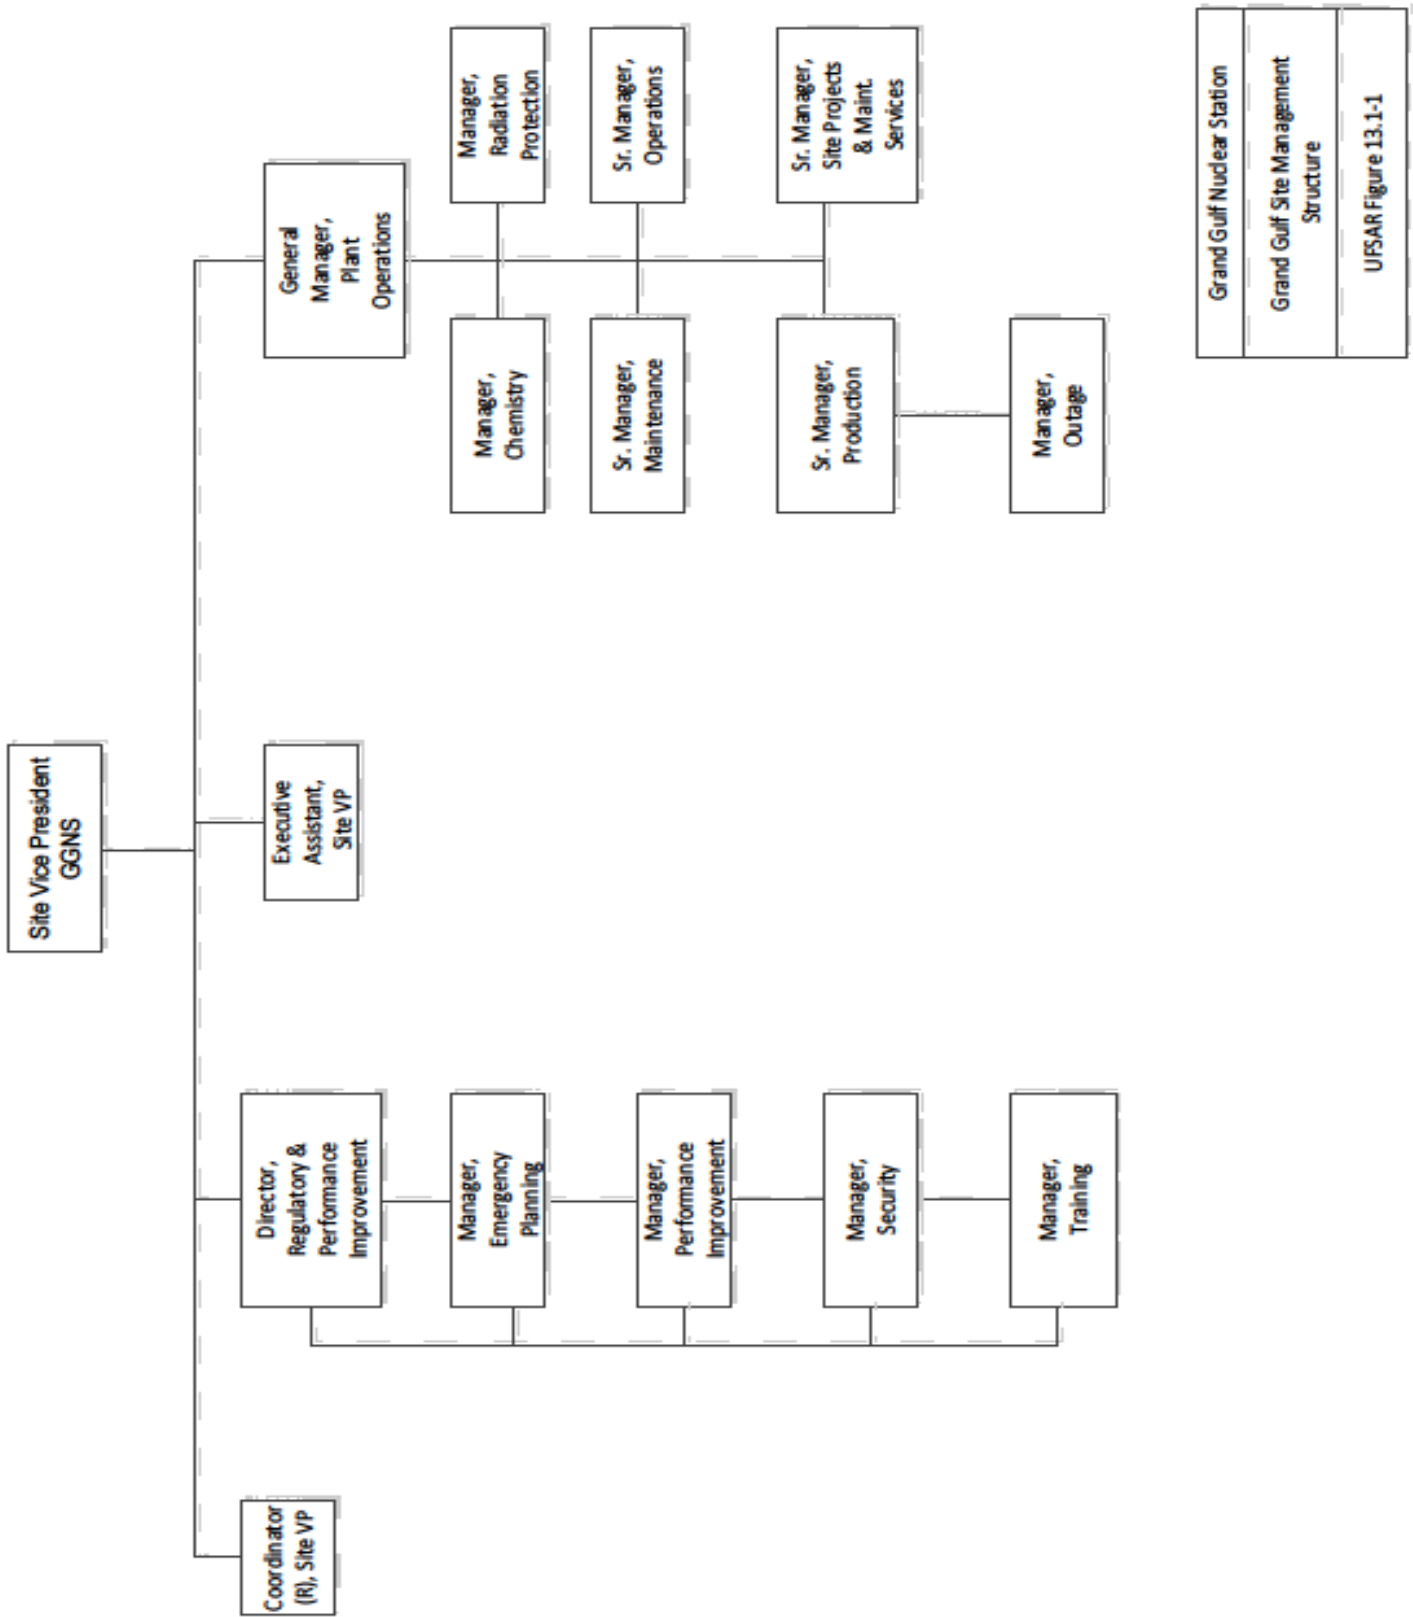 Site Vice President
GGNS
Coordinator
(R), Site VP
Director,
Regulatory &
Performance
Improvement
Executive
Assistant,
Site VP
General
Manager,
Plant
Operations
Manager,
Emergency
Planning
Manager,
Performance
Improvement
Manager,
Security
Manager,
Training
Manager,
Chemistry
Manager,
Radiation
Protection
Sr. Manager,
Maintenance
Sr. Manager,
Operations
Sr. Manager,
Production
Sr. Manager,
Site Projects
& Maint.
Services
Manager,
Outage
Grand Gulf Nuclear Station
Grand Gulf Site Management
Structure
UFSAR Figure 13.1-1